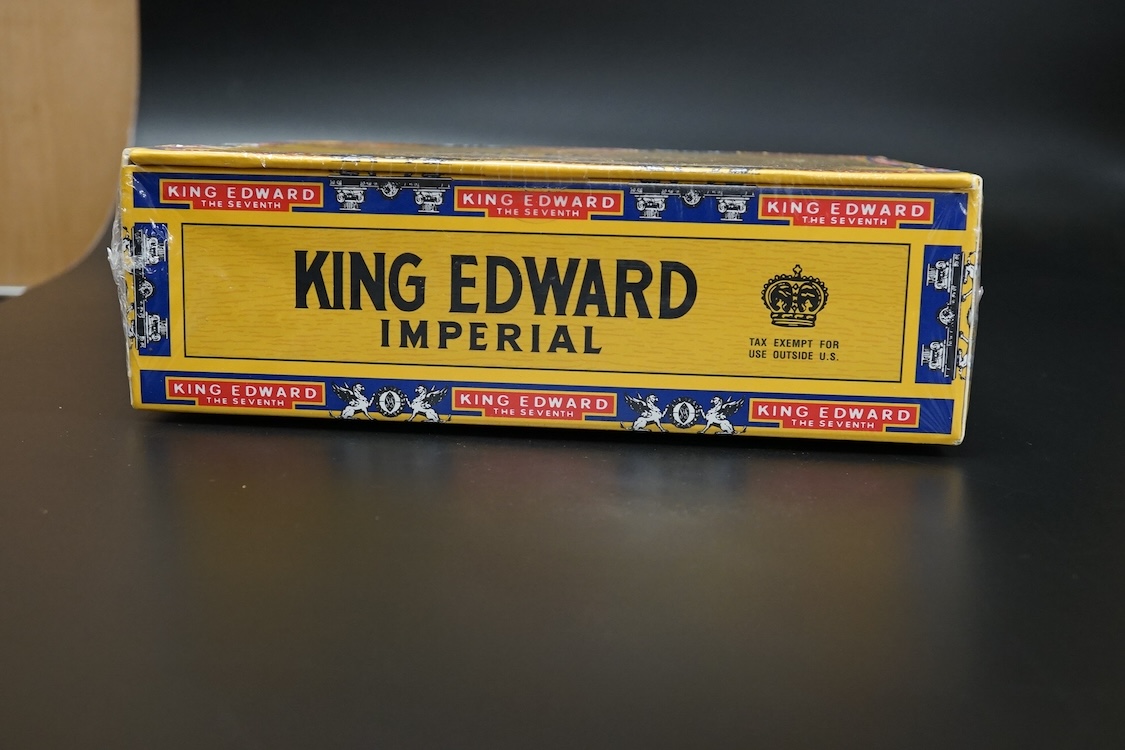 KING EDWARD
THE SEVENTH
KING EDWARD
THE SEVENTH
KING EDWARD
THE SEVENTH
KING EDWARD
IMPERIAL
TAX EXEMPT FOR
USE OUTSIDE U.S.
KING EDWARD
THE SEVENTH
KING EDWARD
THE SEVENTH
KING EDWARD
THE SEVENTH